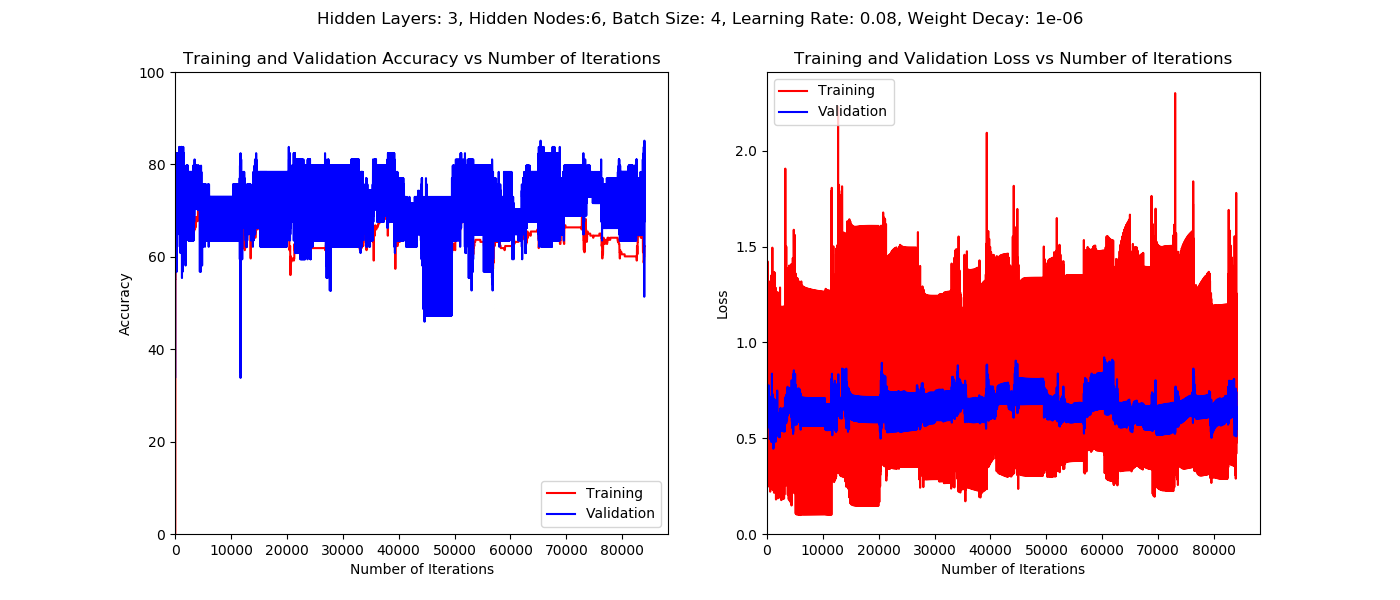 Hidden Layers: 3, Hidden Nodes:6, Batch Size: 4, Learning Rate: 0.08, Weight Decay: 1e-06
Training and Validation Accuracy vs Number of Iterations
100
80
60
40
20
0
Accuracy
0 10000 20000 30000 40000 50000 60000 70000 80000
Number of Iterations
Training
Validation
Training and Validation Loss vs Number of Iterations
Training
Validation
2.0
1.5
1.0
0.5
0.0
Loss
0 10000 20000 30000 40000 50000 60000 70000 80000
Number of Iterations